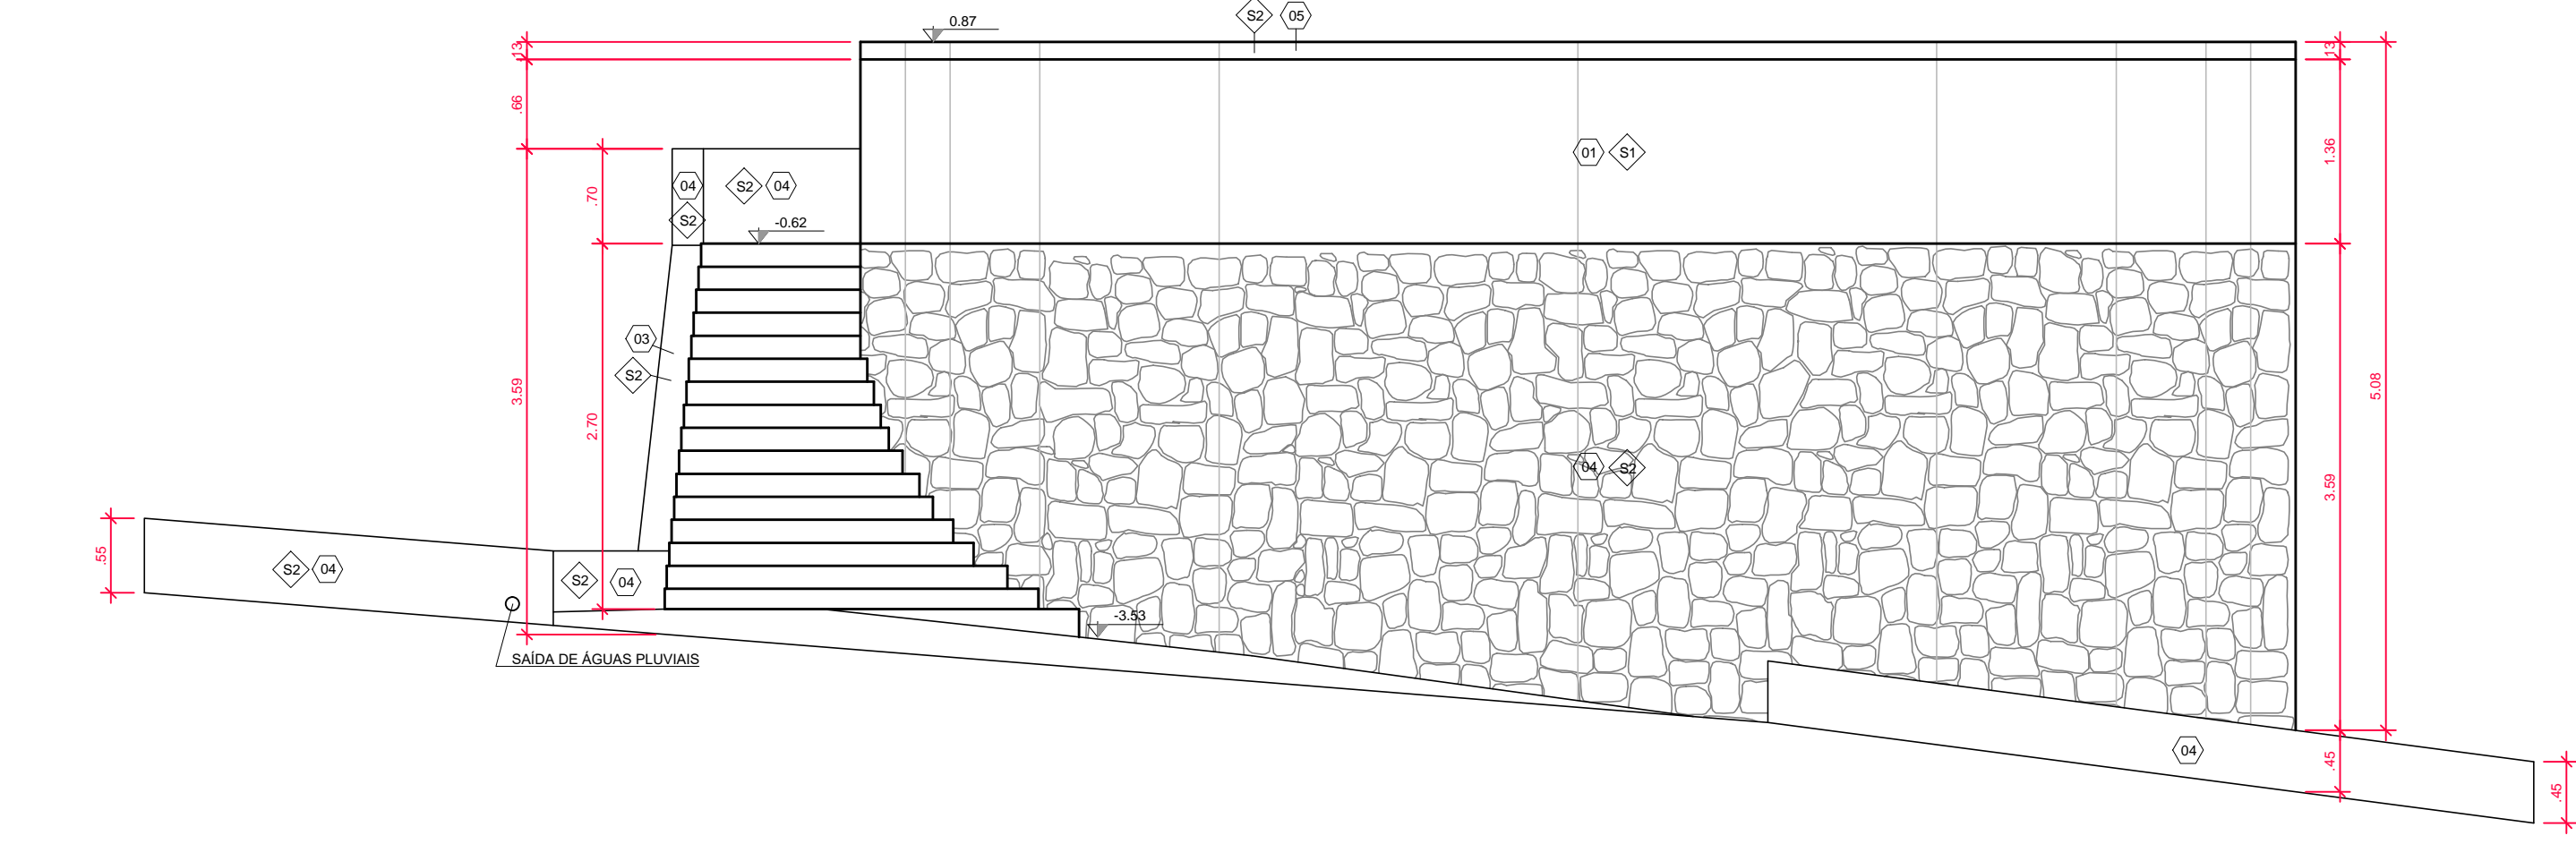 S2 05
0.87
.13
.13
.66
01 S1
1.36
04
S2 04
.70
S2
-0.62
03
S2
3.59
2.70
5.08
04 S2
3.59
.55
S2 04
S2 04
-3.53
SAÍDA DE ÁGUAS PLUVIAIS
04
.45
.45